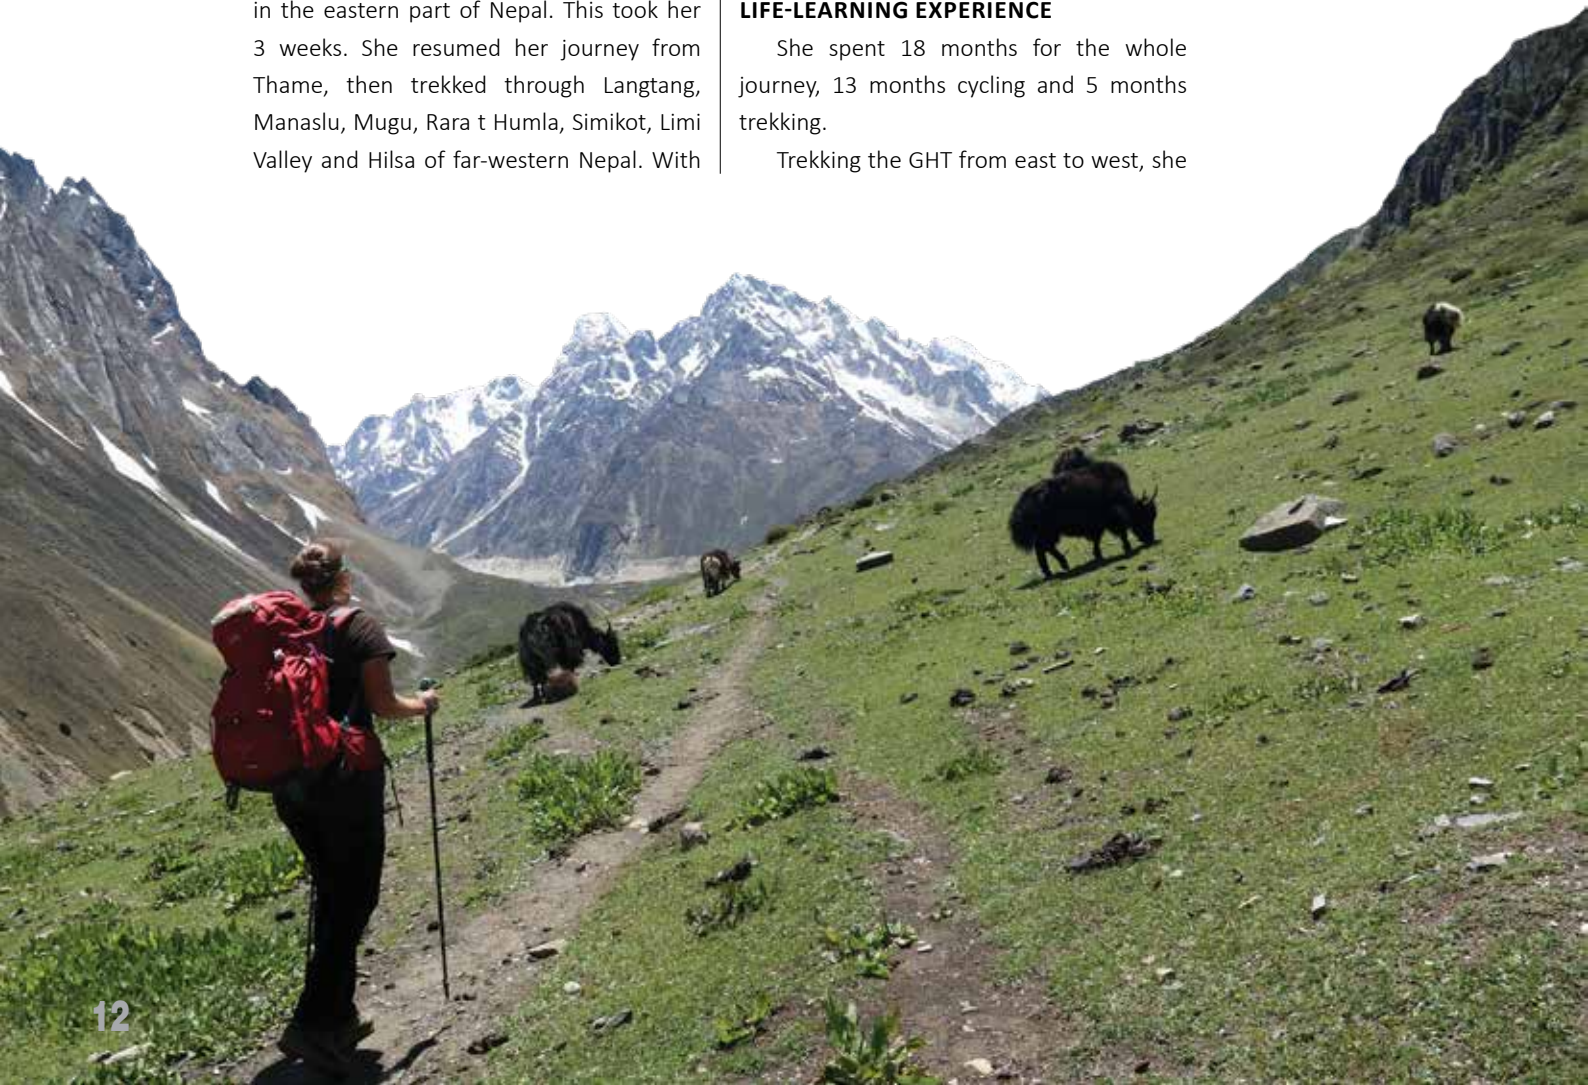 in the eastern part of Nepal. This took her
3 weeks. She resumed her journey from
Thame, then trekked through Langtang,
Manaslu, Mugu, Rara t Humla, Simikot, Limi
Valley and Hilsa of far-western Nepal. With
LIFE-LEARNING EXPERIENCE
She spent 18 months for the whole
journey, 13 months cycling and 5 months
trekking.
Trekking the GHT from east to west, she
12